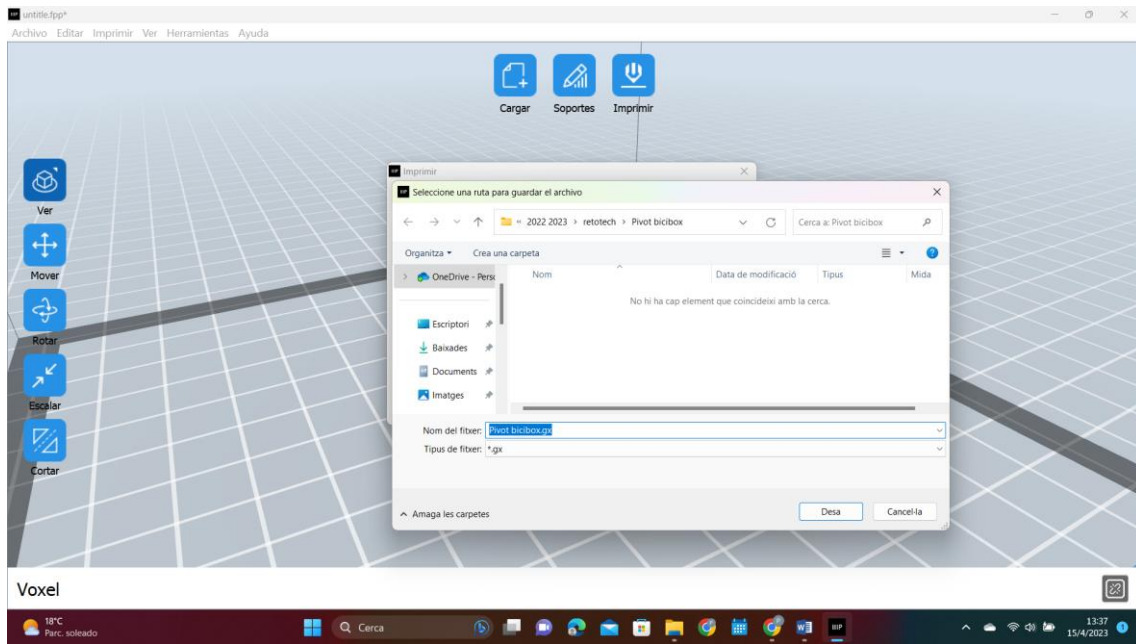 untitle.fpp*
Archivo Editar Imprimir Ver Herramientas Ayuda
Cargar Soportes Imprimir
Ver
Mover
Rotar
Escalar
Cortar
Imprimir
Seleccione una ruta para guardar el archivo
« 2022 2023 > retotech > Pivot bicibox
Cerca a: Pivot bicibox
Organitza Crea una carpeta
OneDrive - Perso
Nom Data de modificació Tipus Mida
No hi ha cap element que coincideixi amb la cerca.
Escriptori
Baixades
Documents
Imatges
Nom del fitxer: Pivot bicibox.gx
Tipus de fitxer: *.gx
Amaga les carpetes
Desa Cancel·la
Voxel
18°C
Parc. soleado
Cerca
13:37
15/4/2023